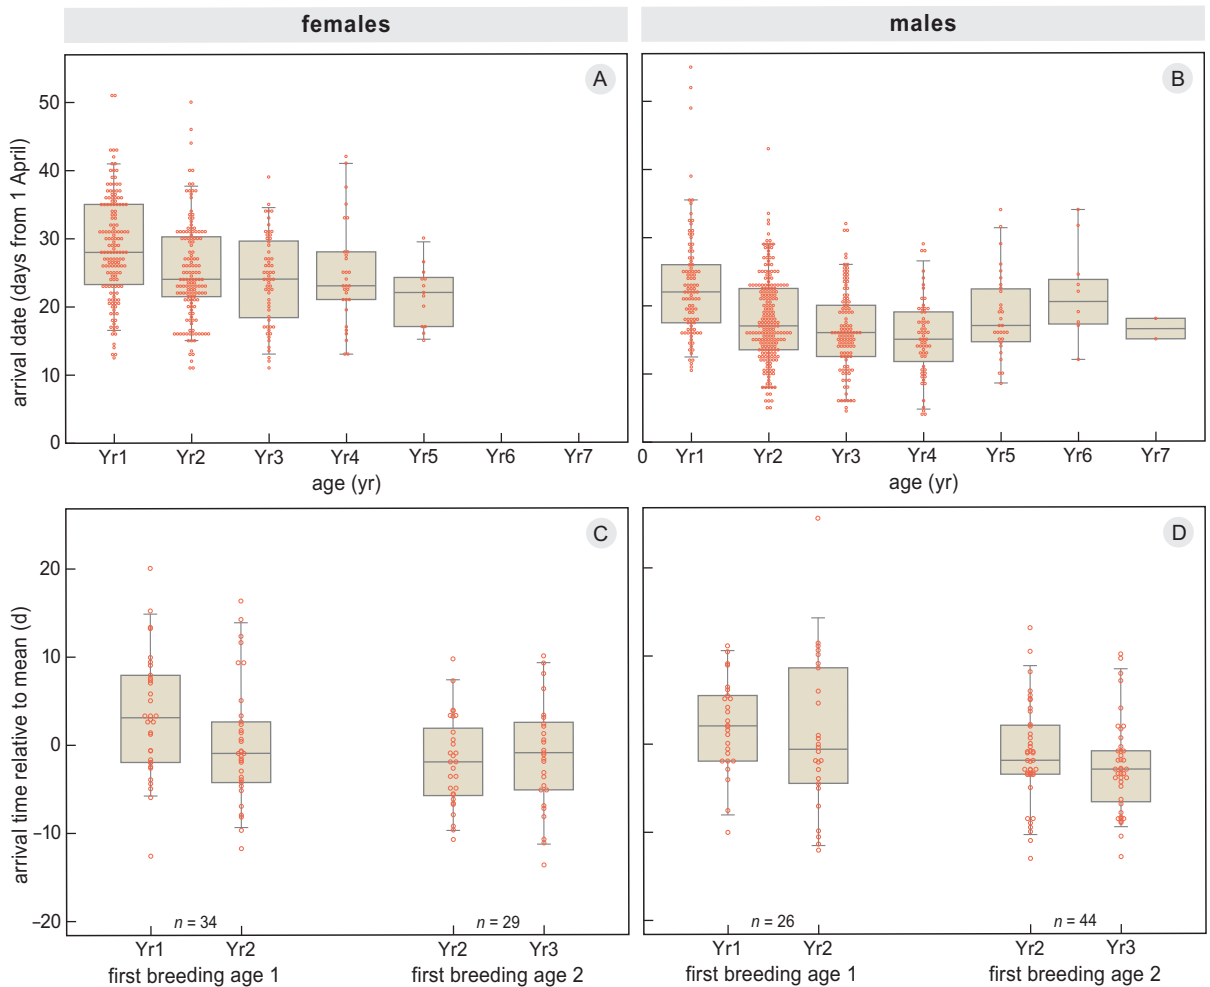 females
males
A
B
arrival date (days from 1 April)
50
40
30
20
10
0
Yr1 Yr2 Yr3 Yr4 Yr5 Yr6 Yr7
age (yr)
0 Yr1 Yr2 Yr3 Yr4 Yr5 Yr6 Yr7
age (yr)
C
D
arrival time relative to mean (d)
20
10
0
–10
–20
n = 34
n = 29
n = 26
n = 44
Yr1 Yr2 Yr2 Yr3
first breeding age 1 first breeding age 2
Yr1 Yr2 Yr2 Yr3
first breeding age 1 first breeding age 2